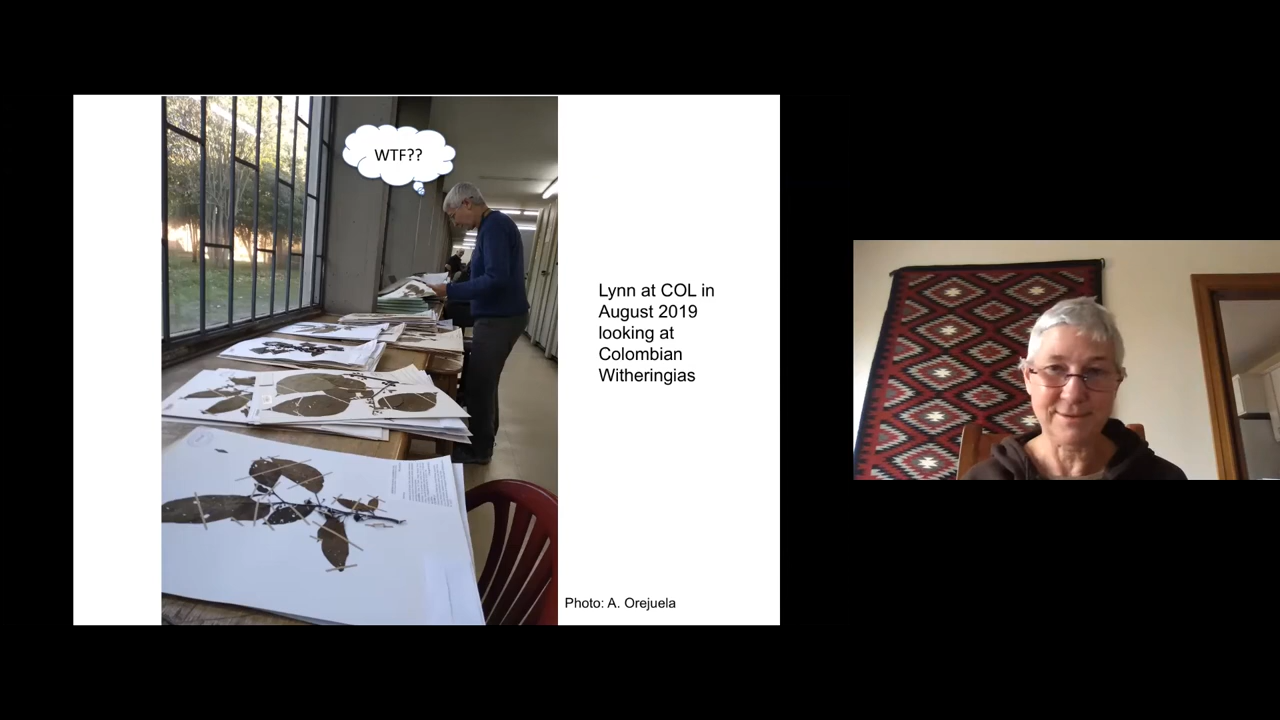 WTF??
Lynn at COL in
August 2019
looking at
Colombian
Witheringias
Photo: A. Orejuela